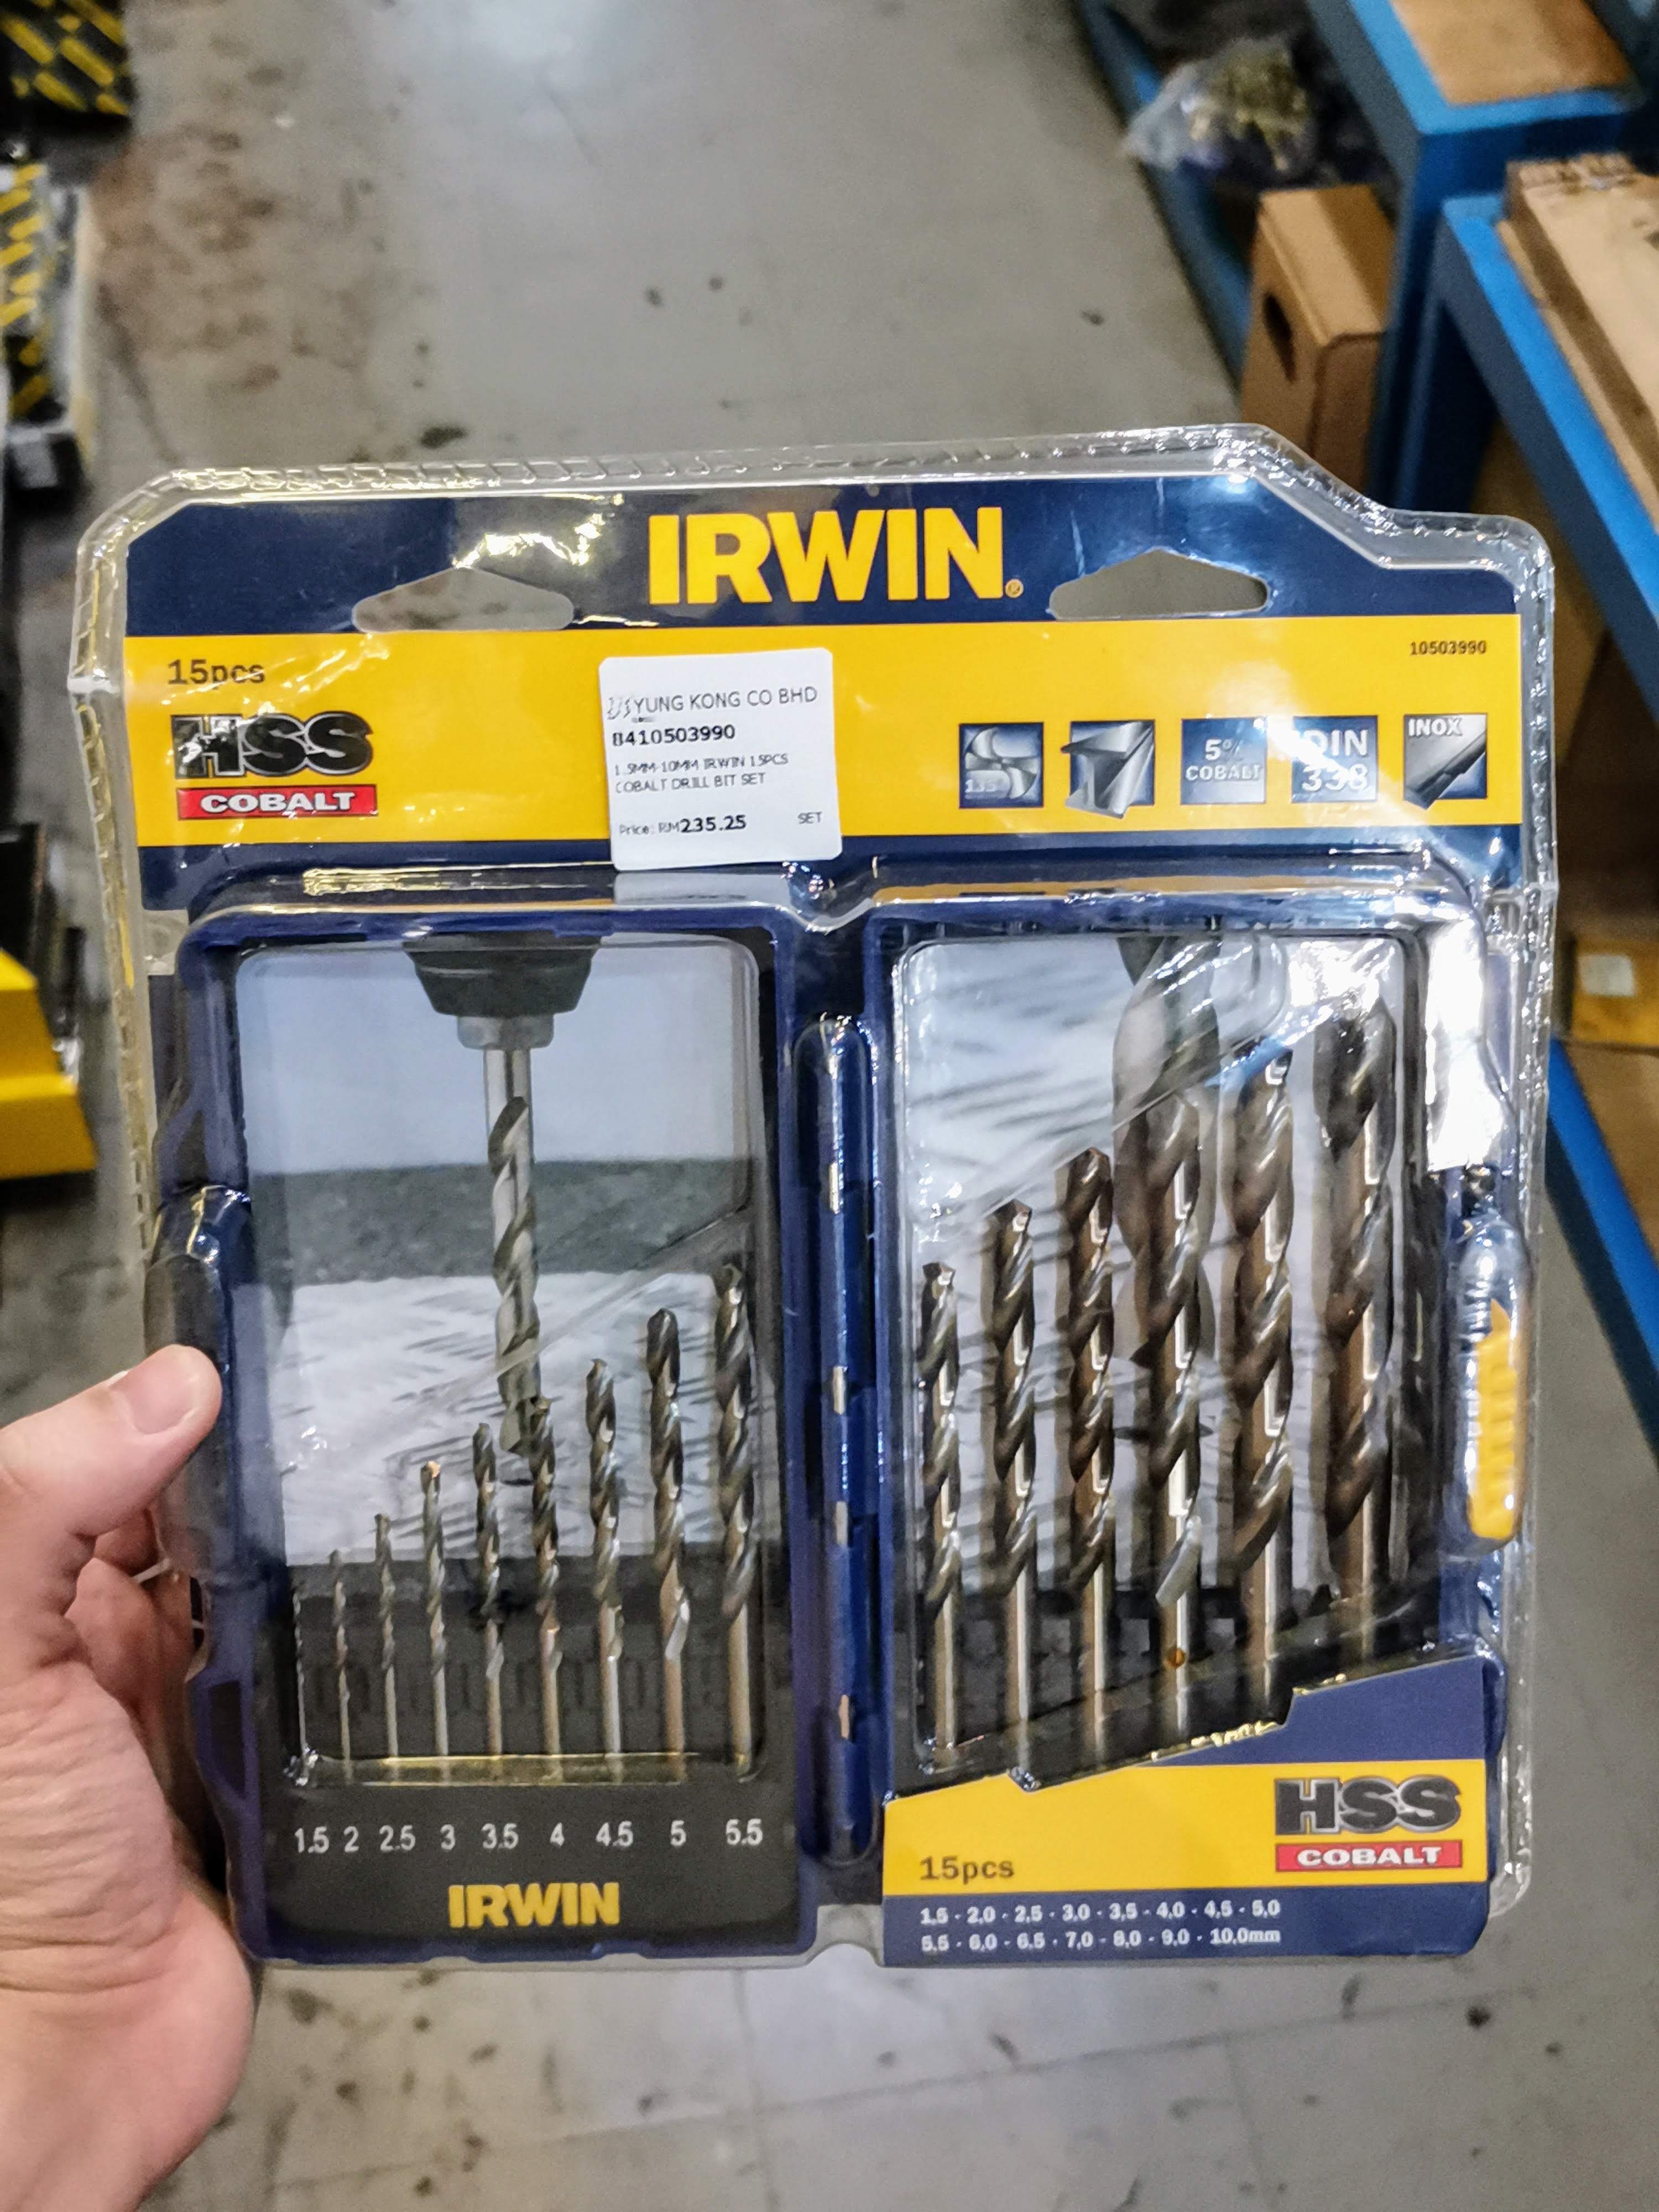 IRWIN®
15pcs
10503990
HSS
COBALT
YUNG KONG CO BHD
8410503990
1.5MM-10MM IRWIN 15PCS
COBALT DRILL BIT SET
Price: RM235.25 SET
135°
5%
COBALT
DIN
338
INOX
1.5 2 2.5 3 3.5 4 4.5 5 5.5
IRWIN
HSS
COBALT
15pcs
1,5 - 2,0 - 2,5 - 3,0 - 3,5 - 4,0 - 4,5 - 5,0
5,5 - 6,0 - 6,5 - 7,0 - 8,0 - 9,0 - 10,0mm